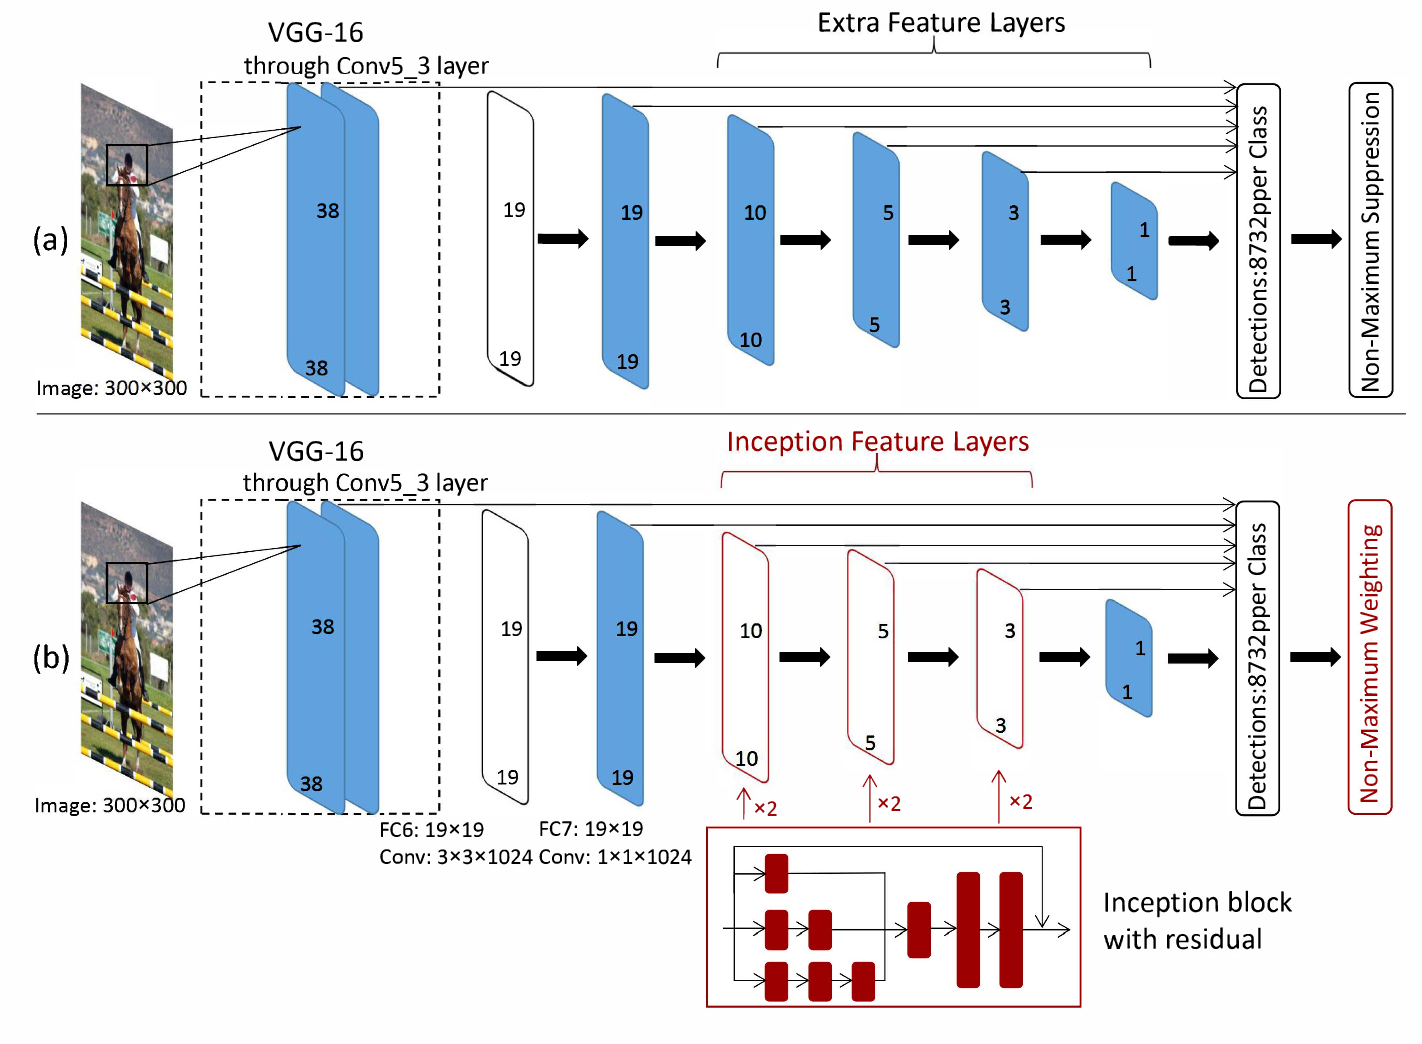 VGG-16
through Conv5_3 layer
Extra Feature Layers
(a)
38
38
19
19
19
19
10
10
5
5
3
3
1
1
Detections:8732pper Class
Non-Maximum Suppression
Image: 300×300
VGG-16
through Conv5_3 layer
Inception Feature Layers
(b)
38
38
19
19
19
19
10
10
5
5
3
3
1
1
Detections:8732pper Class
Non-Maximum Weighting
Image: 300×300
FC6: 19×19
Conv: 3×3×1024
FC7: 19×19
Conv: 1×1×1024
×2
×2
×2
Inception block
with residual